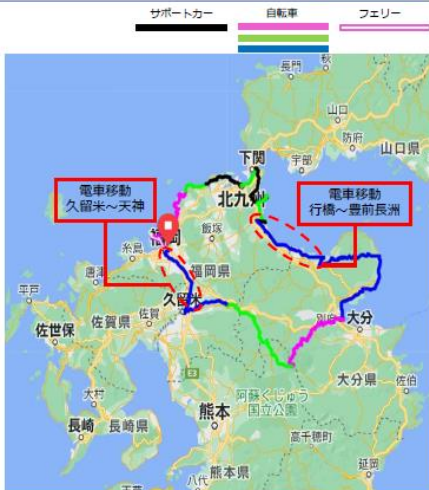 サポートカー
自転車
フェリー
長門
萩
山口
防府
山口県
宇部
下関
電車移動
久留米～天神
北九州
電車移動
行橋～豊前長洲
福岡
飯塚
糸島
福岡県
唐津
平戸
久留米
佐賀県
佐賀
大分
佐世保
大分県
佐伯
大村
阿蘇くじゅう
国立公園
熊本
長崎
長崎県
高千穂町
延岡
熊本県
八代